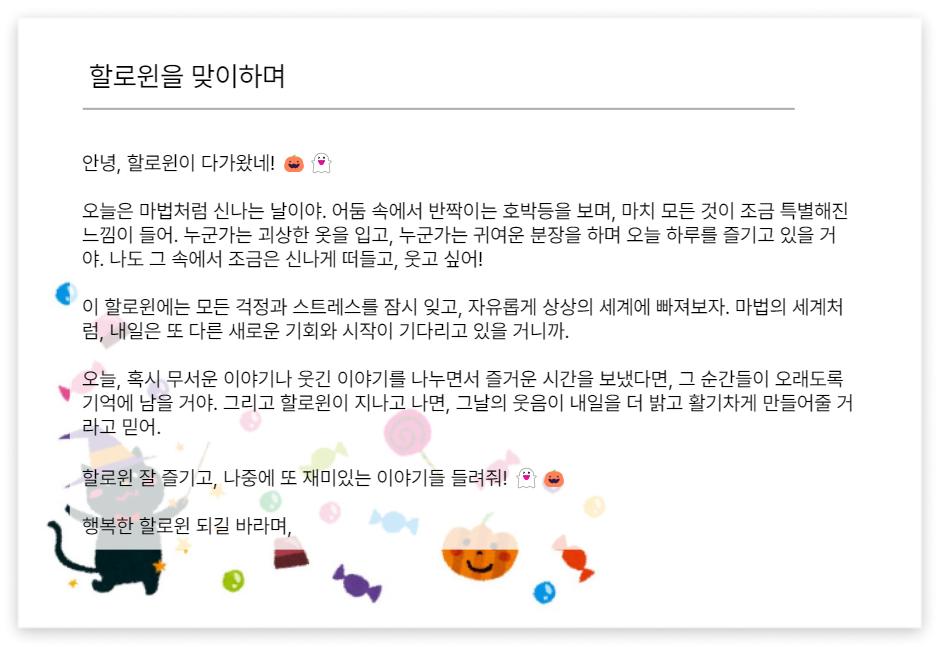 할로윈을 맞이하며
안녕, 할로윈이 다가왔네! 🎃 👻
오늘은 마법처럼 신나는 날이야. 어둠 속에서 반짝이는 호박등을 보며, 마치 모든 것이 조금 특별해진
느낌이 들어. 누군가는 괴상한 옷을 입고, 누군가는 귀여운 분장을 하며 오늘 하루를 즐기고 있을 거
야. 나도 그 속에서 조금은 신나게 떠들고, 웃고 싶어!
이 할로윈에는 모든 걱정과 스트레스를 잠시 잊고, 자유롭게 상상의 세계에 빠져보자. 마법의 세계처
럼, 내일은 또 다른 새로운 기회와 시작이 기다리고 있을 거니까.
오늘, 혹시 무서운 이야기나 웃긴 이야기를 나누면서 즐거운 시간을 보냈다면, 그 순간들이 오래도록
기억에 남을 거야. 그리고 할로윈이 지나고 나면, 그날의 웃음이 내일을 더 밝고 활기차게 만들어줄 거
라고 믿어.
할로윈 잘 즐기고, 나중에 또 재미있는 이야기들 들려줘! 👻 🎃
행복한 할로윈 되길 바라며,